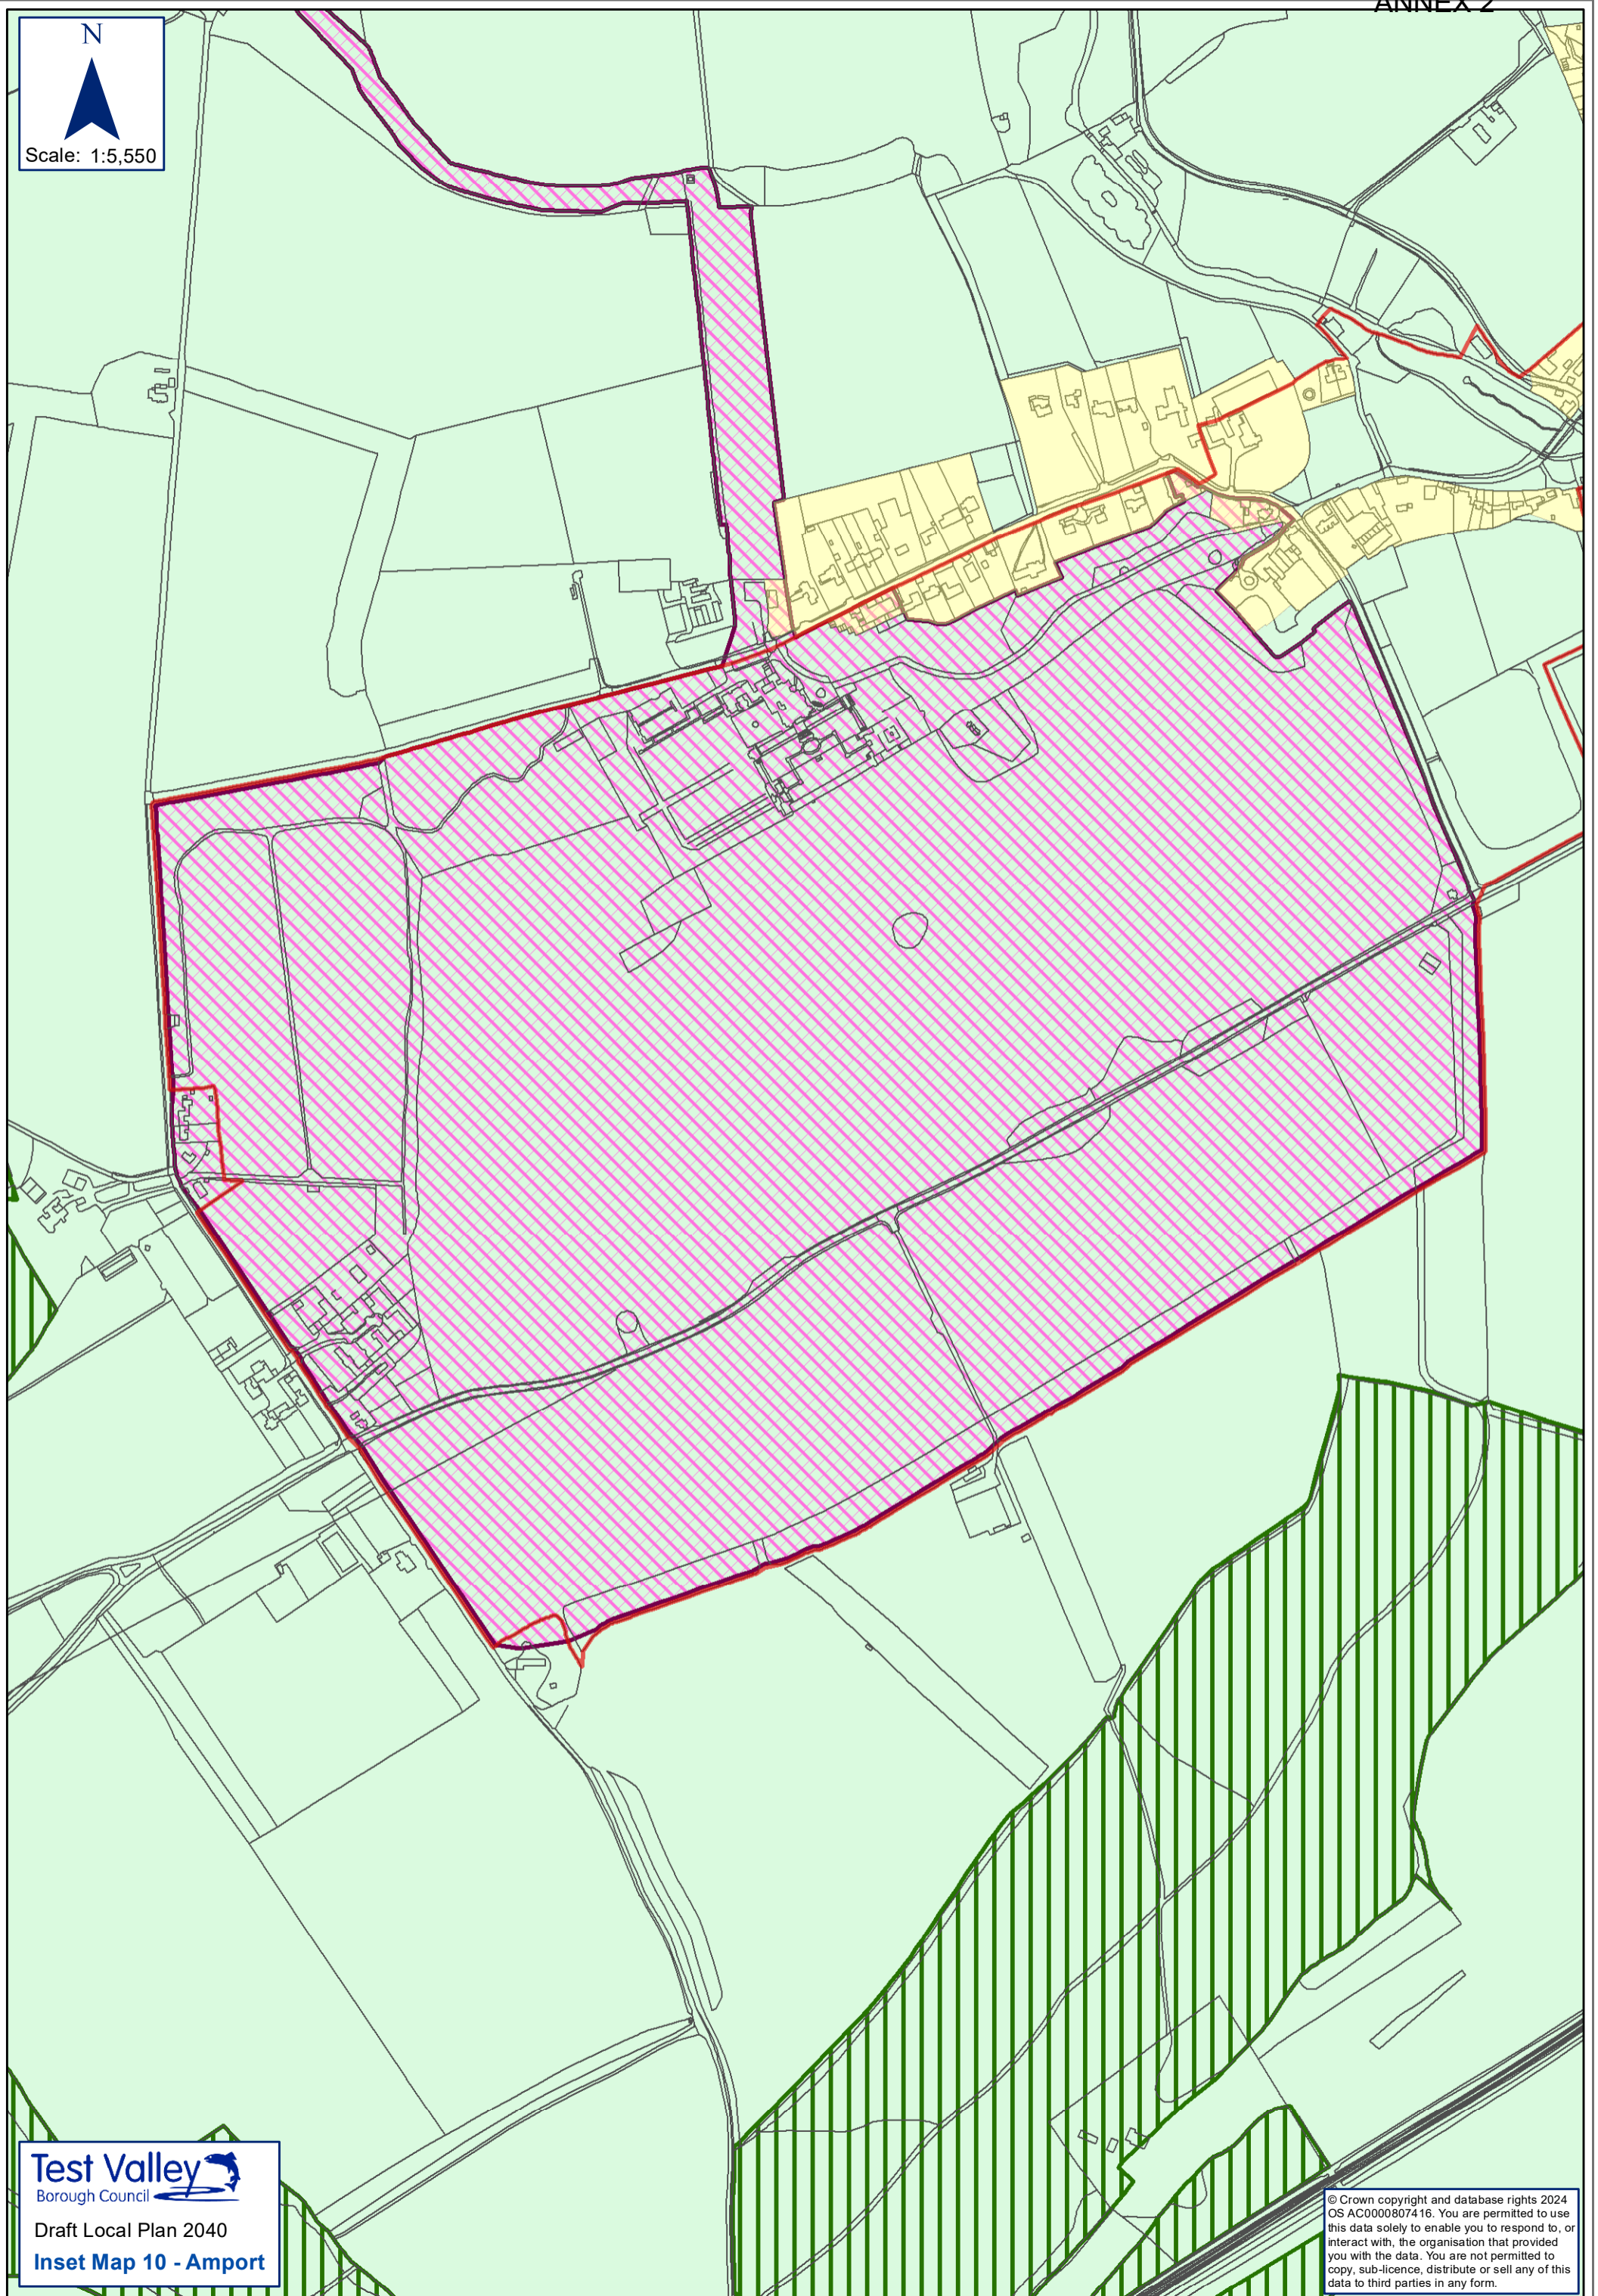 ANNEX 2
N
Scale: 1:5,550
Test Valley
Borough Council
Draft Local Plan 2040
Inset Map 10 - Amport
© Crown copyright and database rights 2024
OS AC0000807416. You are permitted to use
this data solely to enable you to respond to, or
interact with, the organisation that provided
you with the data. You are not permitted to
copy, sub-licence, distribute or sell any of this
data to third parties in any form.